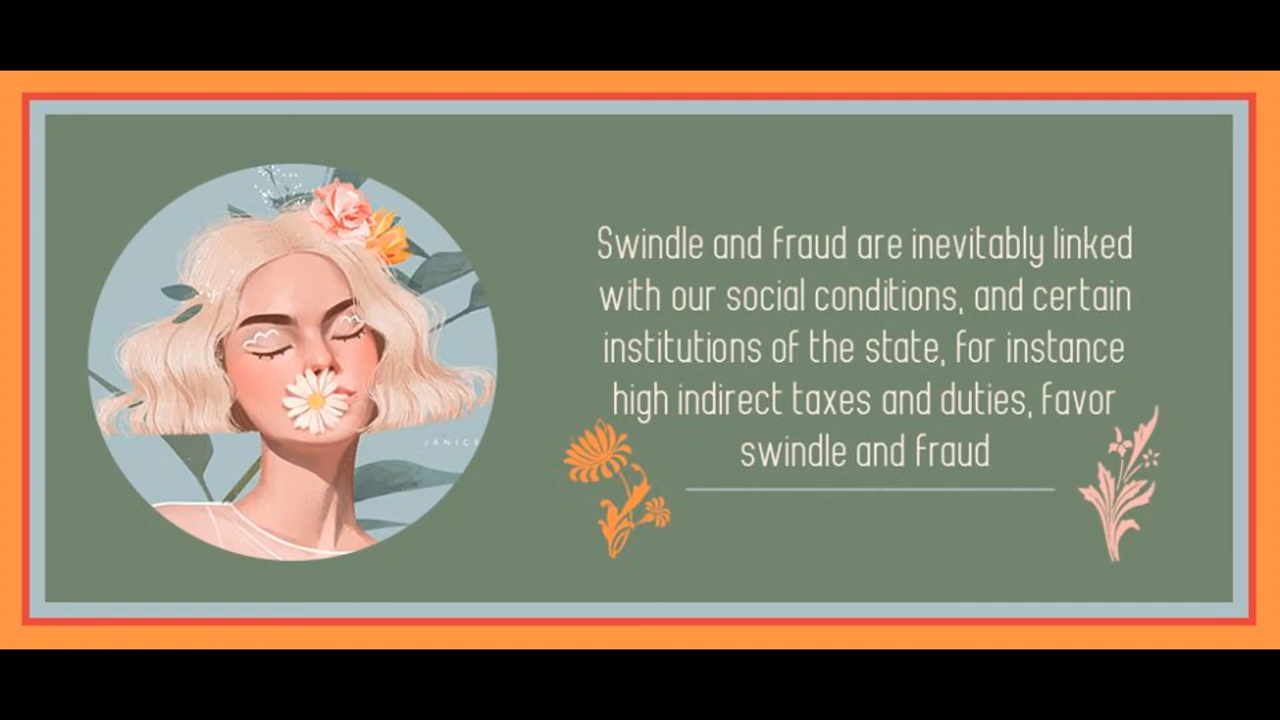 Swindle and fraud are inevitably linked
with our social conditions, and certain
institutions of the state, for instance
high indirect taxes and duties, favor
swindle and fraud
JANICE